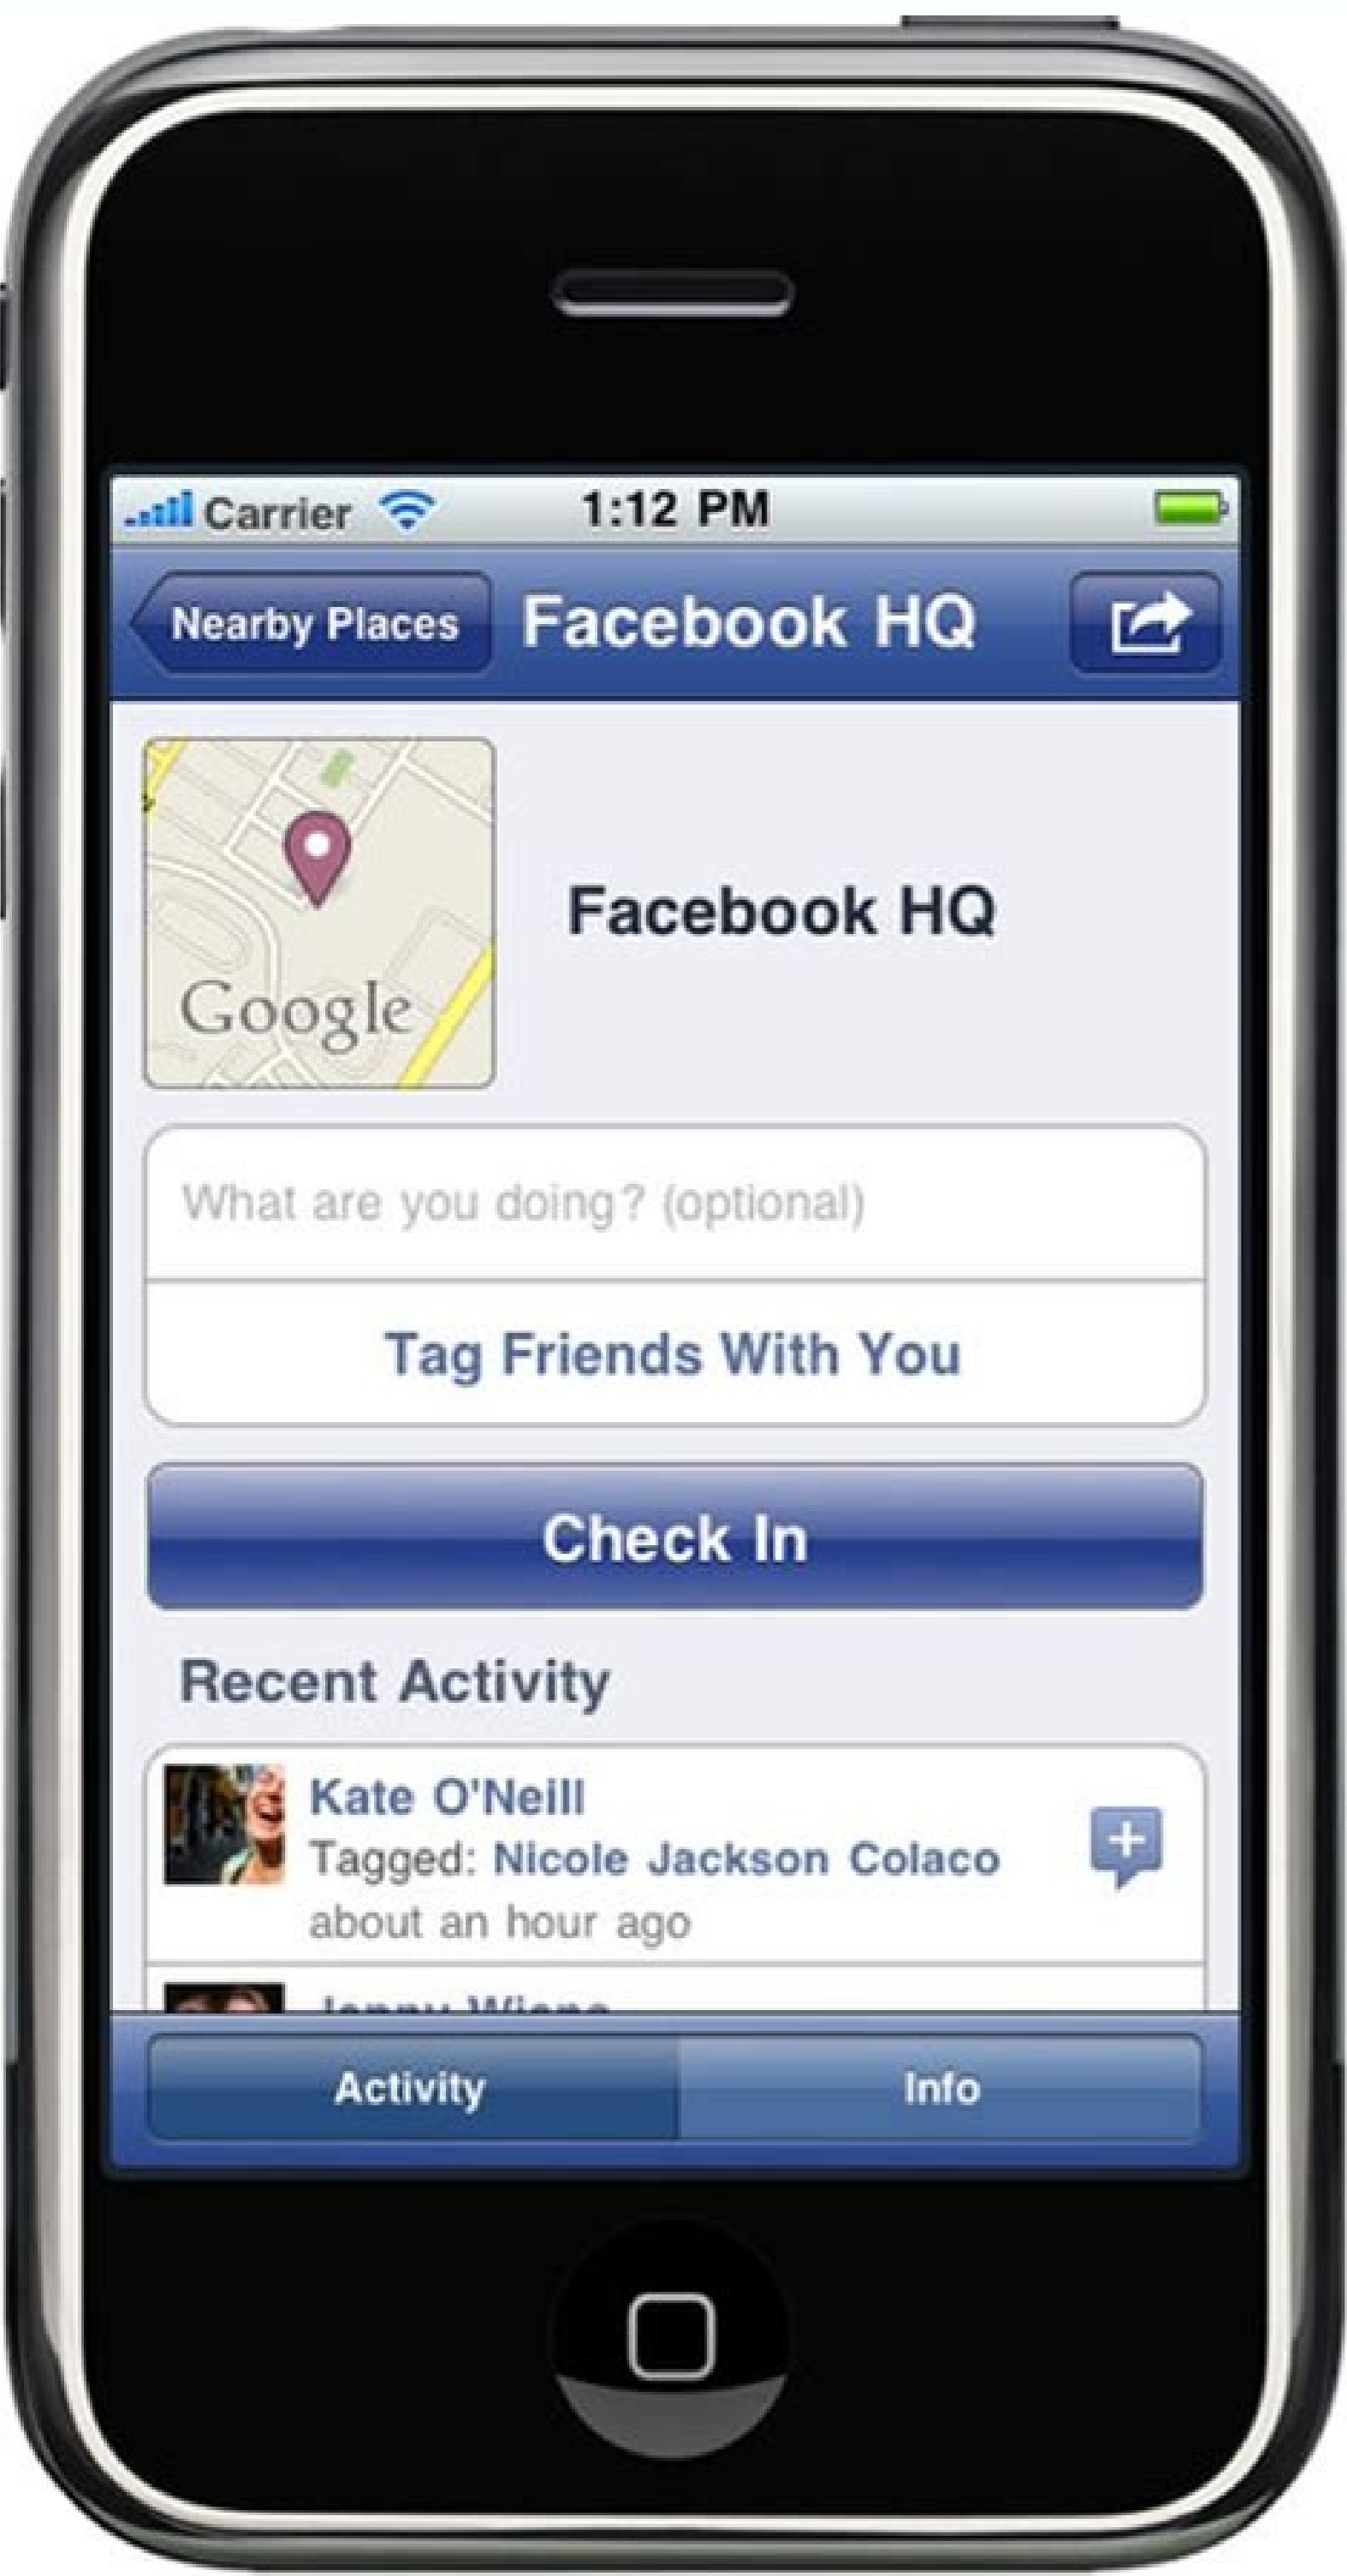 Carrier 1:12 PM
Nearby Places Facebook HQ
Google
Facebook HQ
What are you doing? (optional)
Tag Friends With You
Check In
Recent Activity
Kate O'Neill
Tagged: Nicole Jackson Colaco
about an hour ago
Activity Info